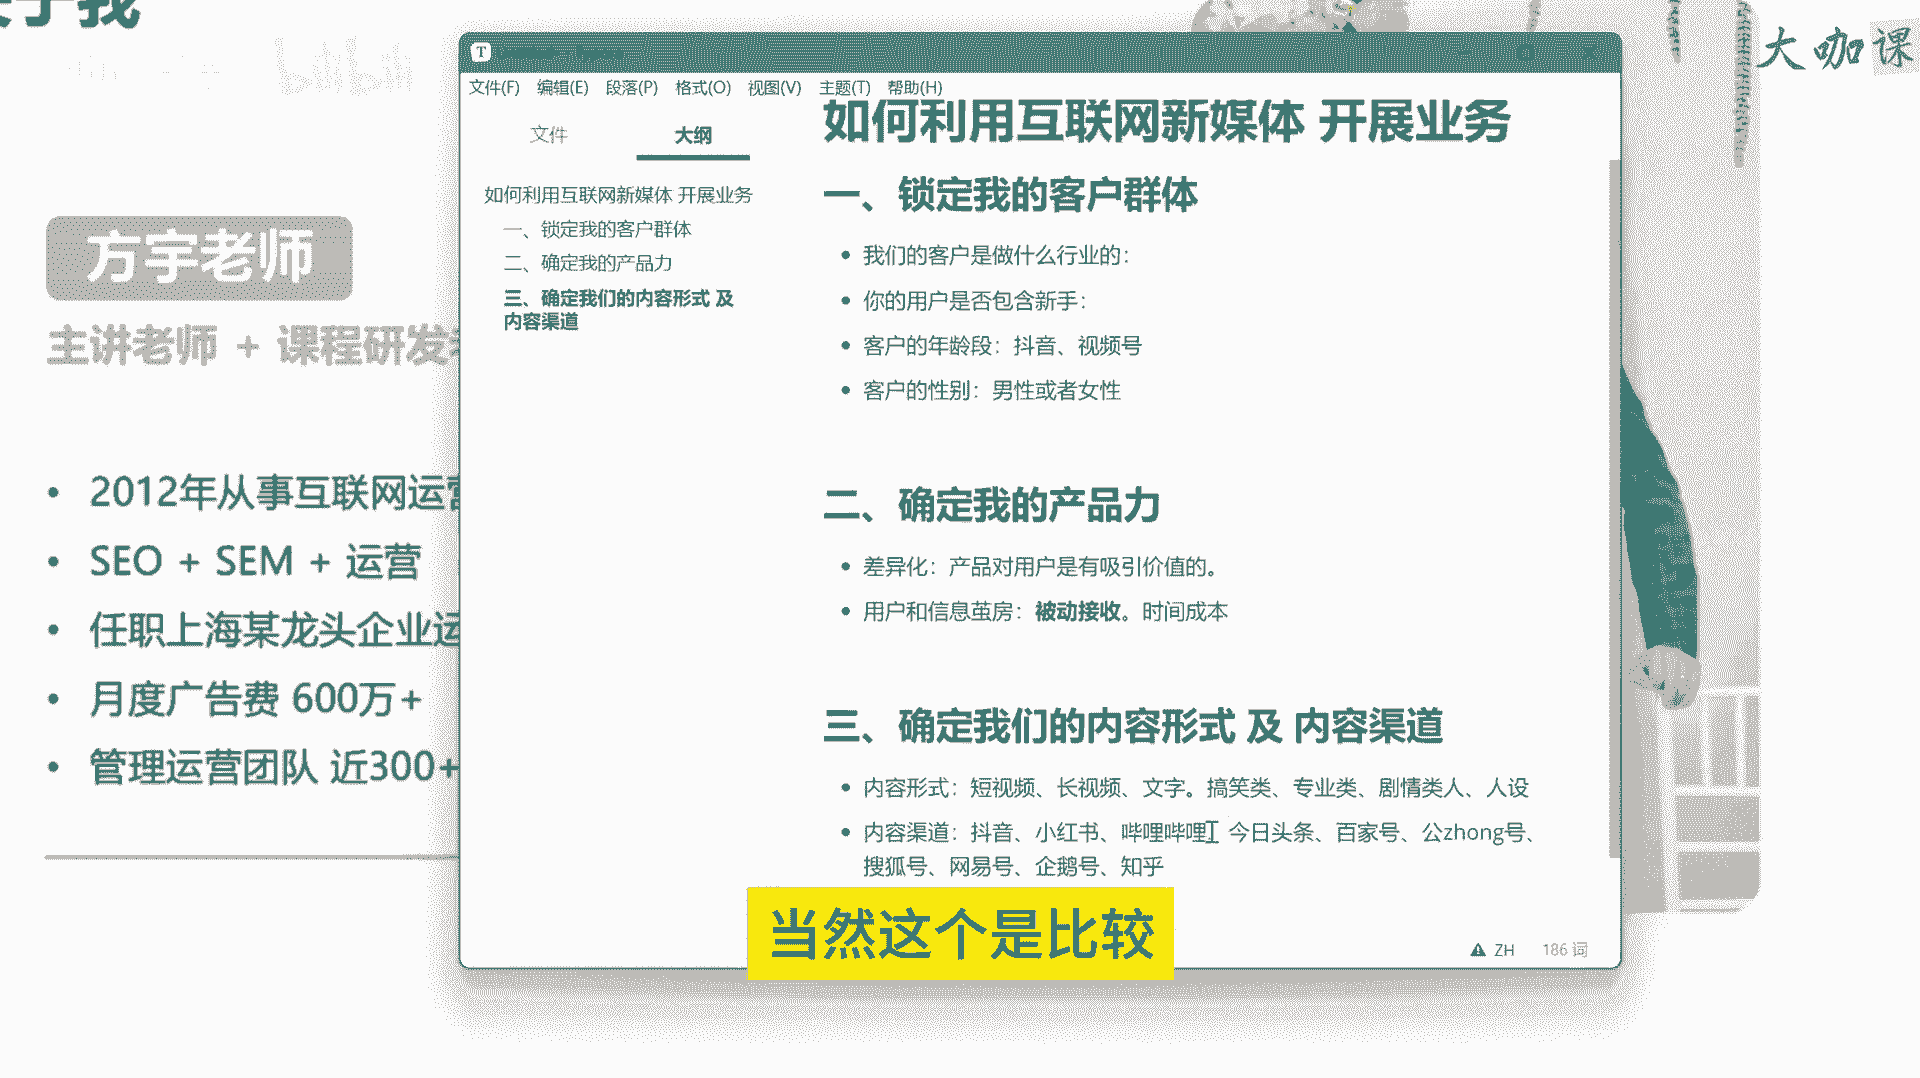 大咖课
bilibili
方宇老师
主讲老师 + 课程研发
2012年从事互联网运营
SEO + SEM + 运营
任职上海某龙头企业运
月度广告费 600万+
管理运营团队 近300+
T
文件(F) 编辑(E) 段落(P) 格式(O) 视图(V) 主题(T) 帮助(H)
文件 大纲
如何利用互联网新媒体 开展业务
一、锁定我的客户群体
二、确定我的产品力
三、确定我们的内容形式 及
内容渠道
如何利用互联网新媒体 开展业务
一、锁定我的客户群体
我们的客户是做什么行业的：
你的用户是否包含新手：
客户的年龄段：抖音、视频号
客户的性别：男性或者女性
二、确定我的产品力
差异化：产品对用户是有吸引价值的。
用户和信息茧房：被动接收。时间成本
三、确定我们的内容形式 及 内容渠道
内容形式：短视频、长视频、文字。搞笑类、专业类、剧情类人、人设
内容渠道：抖音、小红书、哔哩哔哩、今日头条、百家号、公zhong号、
搜狐号、网易号、企鹅号、知乎
ZH 186 词
当然这个是比较